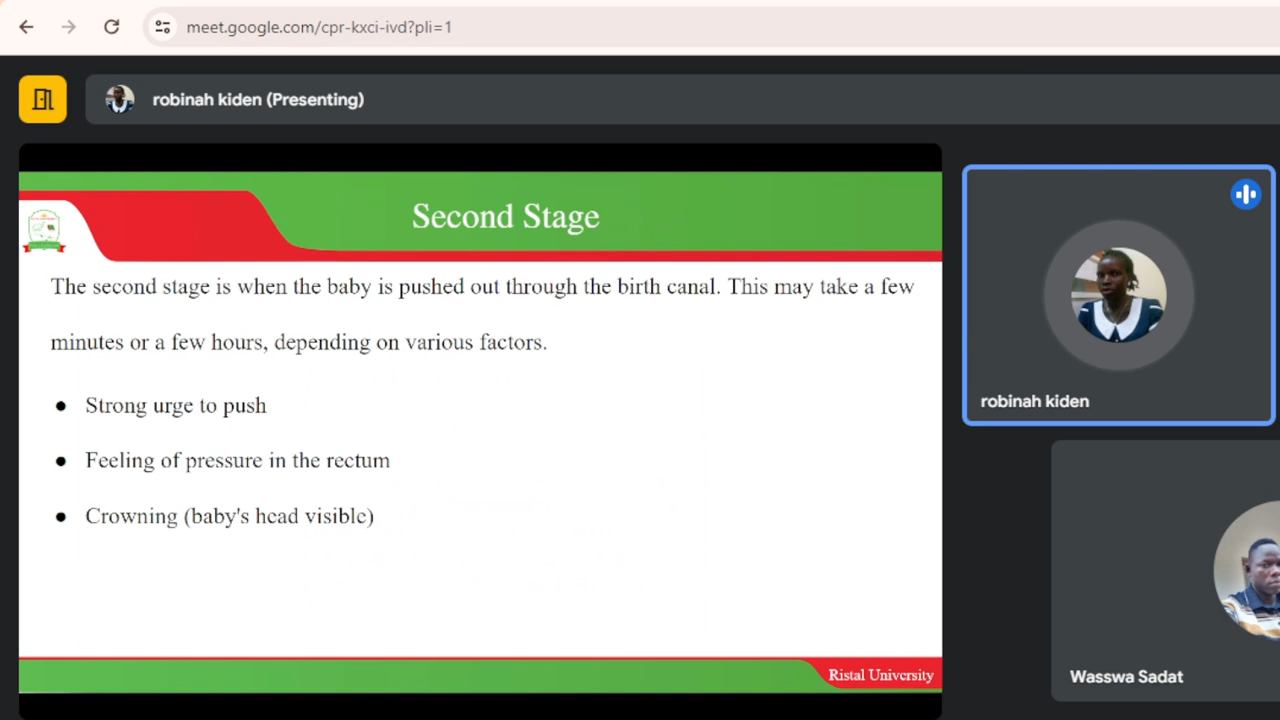 meet.google.com/cpr-kxci-ivd?pli=1
robinah kiden (Presenting)
Second Stage
The second stage is when the baby is pushed out through the birth canal. This may take a few
minutes or a few hours, depending on various factors.
● Strong urge to push
● Feeling of pressure in the rectum
● Crowning (baby's head visible)
Ristal University
robinah kiden
Wasswa Sadat